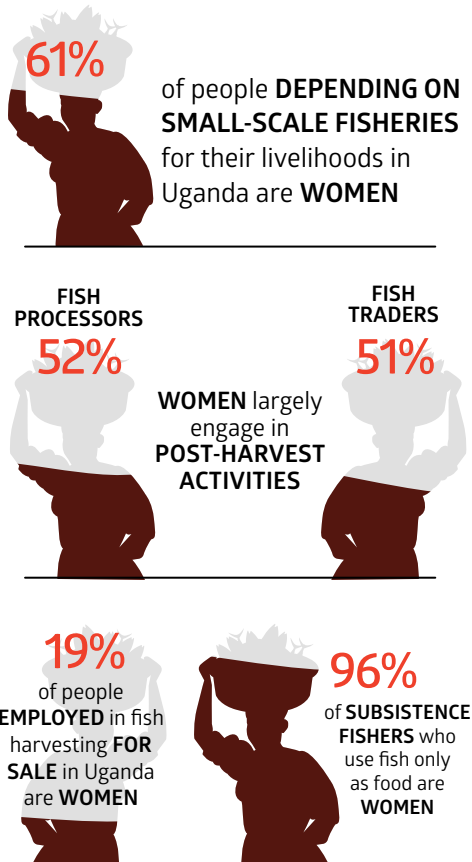 61%
of people DEPENDING ON
SMALL-SCALE FISHERIES
for their livelihoods in
Uganda are WOMEN
FISH
PROCESSORS
52%
FISH
TRADERS
51%
WOMEN largely
engage in
POST-HARVEST
ACTIVITIES
19%
of people
EMPLOYED in fish
harvesting FOR
SALE in Uganda
are WOMEN
96%
of SUBSISTENCE
FISHERS who
use fish only
as food are
WOMEN